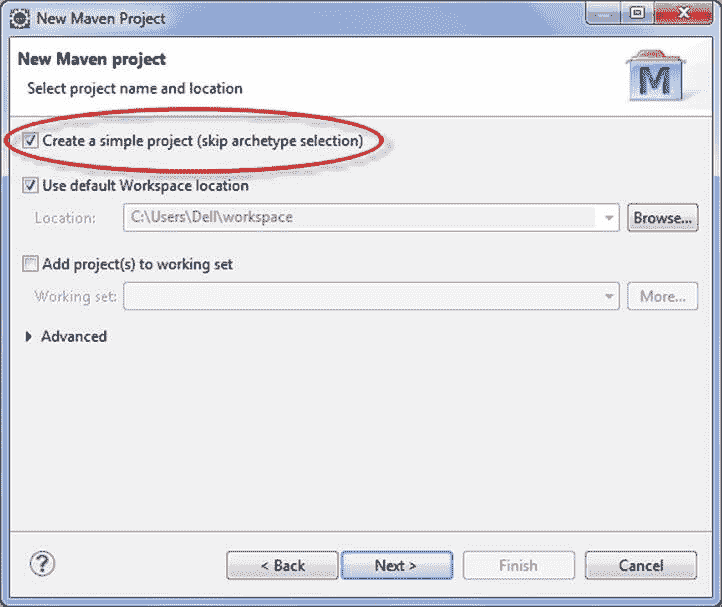 New Maven Project
New Maven project
Select project name and location
M
Create a simple project (skip archetype selection)
Use default Workspace location
Location: C:\Users\Dell\workspace Browse...
Add project(s) to working set
Working set: More...
Advanced
? < Back Next > Finish Cancel